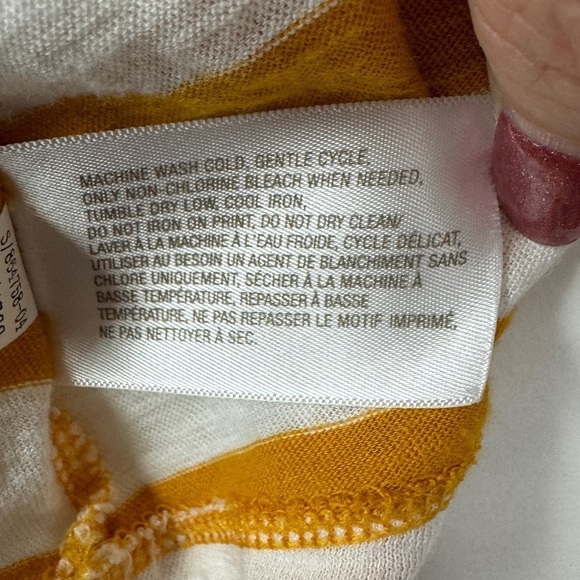 MACHINE WASH COLD, GENTLE CYCLE,
ONLY NON-CHLORINE BLEACH WHEN NEEDED,
TUMBLE DRY LOW, COOL IRON,
DO NOT IRON ON PRINT, DO NOT DRY CLEAN/
LAVER À LA MACHINE À L'EAU FROIDE, CYCLE DÉLICAT,
UTILISER AU BESOIN UN AGENT DE BLANCHIMENT SANS
CHLORE UNIQUEMENT, SÉCHER À LA MACHINE À
BASSE TEMPÉRATURE, REPASSER À BASSE
TEMPÉRATURE, NE PAS REPASSER LE MOTIF IMPRIMÉ,
NE PAS NETTOYER À SEC.
S/854758-04